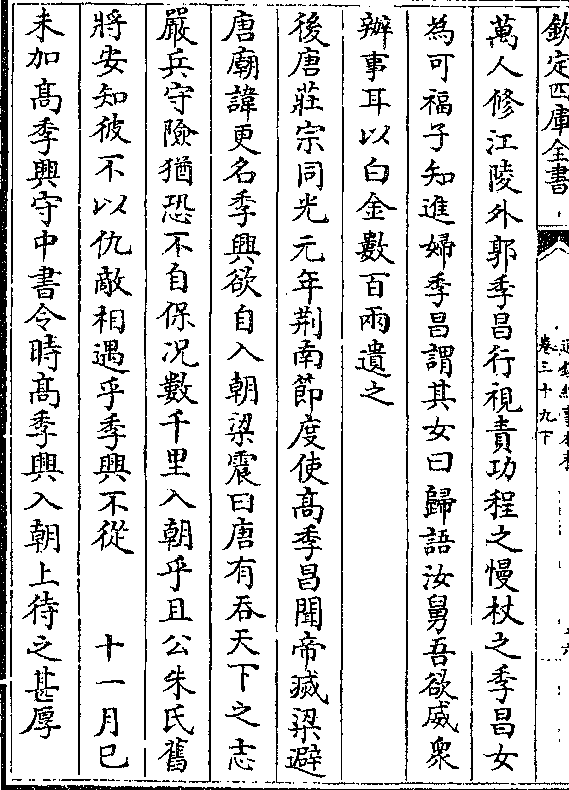 欽定四庫全書
卷三十九下
萬人修江陵外郭季昌行視責功程之慢杖之季昌女
為可福子知進婦季昌謂其女曰歸語汝舅吾欲威衆
辦事耳以白金數百兩遺之
後唐莊宗同光元年荆南節度使高季昌聞帝滅梁避
唐廟諱更名季興欲自入朝梁震曰唐有吞天下之志
嚴兵守險猶恐不自保况數千里入朝乎且公朱氏舊
將安知彼不以仇敵相遇乎季興不從　十一月已
未加髙季興守中書令時髙季興入朝上待之甚厚